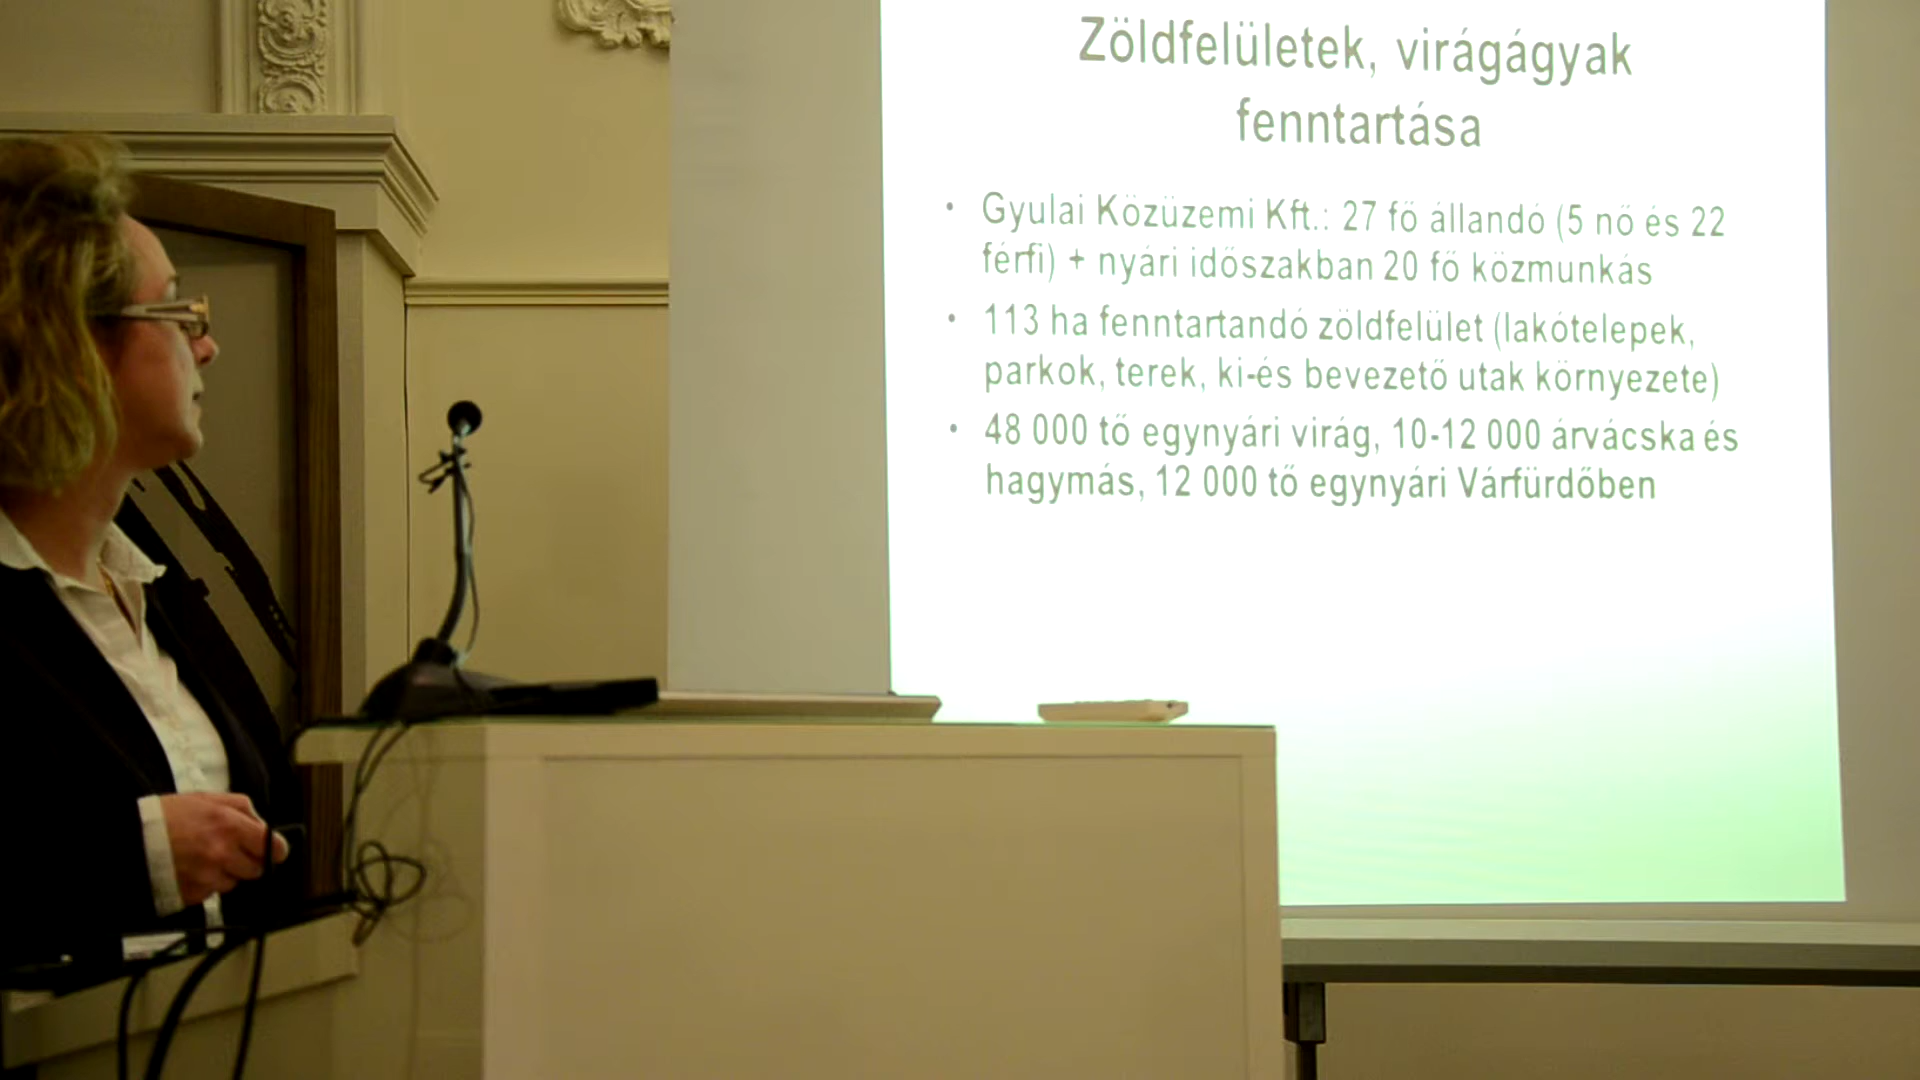 Zöldfelületek, virágágyak
fenntartása
• Gyulai Közüzemi Kft.: 27 fő állandó (5 nő és 22
férfi) + nyári időszakban 20 fő közmunkás
• 113 ha fenntartandó zöldfelület (lakótelepek,
parkok, terek, ki-és bevezető utak környezete)
• 48 000 tő egynyári virág, 10-12 000 árvácska és
hagymás, 12 000 tő egynyári Várfürdőben